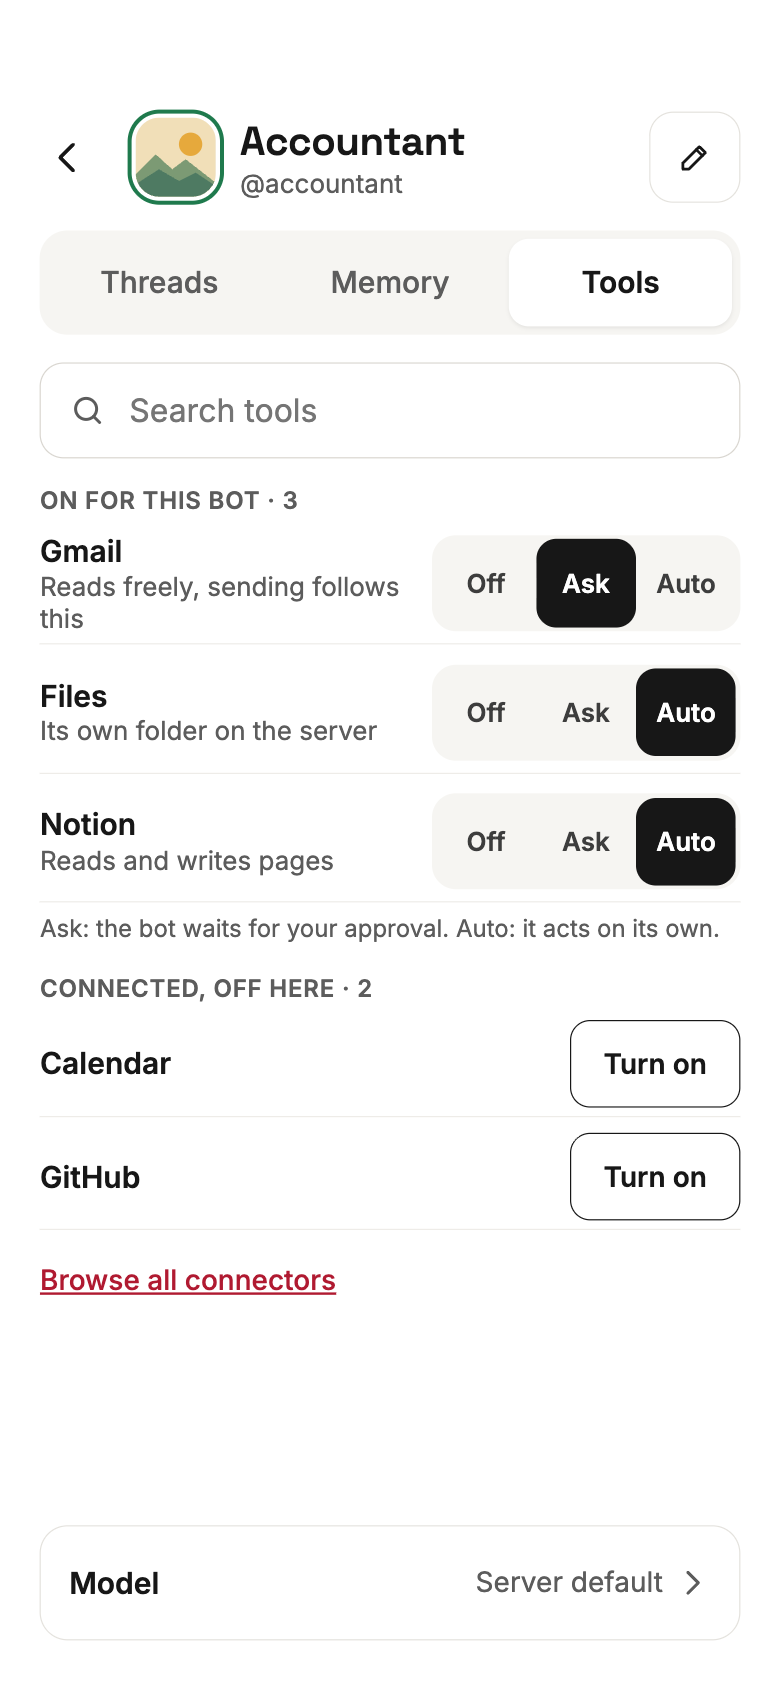 Accountant
@accountant
Threads Memory Tools
Search tools
ON FOR THIS BOT · 3
Gmail
Reads freely, sending follows
this
Off Ask Auto
Files
Its own folder on the server
Off Ask Auto
Notion
Reads and writes pages
Off Ask Auto
Ask: the bot waits for your approval. Auto: it acts on its own.
CONNECTED, OFF HERE · 2
Calendar Turn on
GitHub Turn on
Browse all connectors
Model Server default